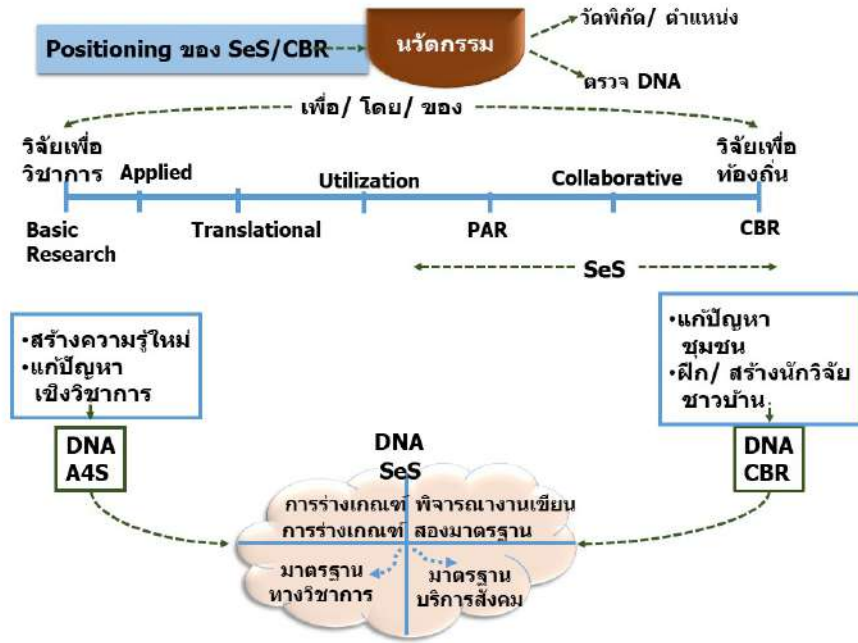 Positioning ของ SeS/CBR
นวัตกรรม
วัดพิกัด/ ตำแหน่ง
ตรวจ DNA
เพื่อ/ โดย/ ของ
วิจัยเพื่อ
วิชาการ
วิจัยเพื่อ
ท้องถิ่น
Applied
Utilization
Collaborative
Basic
Research
Translational
PAR
CBR
SeS
•สร้างความรู้ใหม่
•แก้ปัญหา
เชิงวิชาการ
•แก้ปัญหา
ชุมชน
•ฝึก/ สร้างนักวิจัย
ชาวบ้าน
DNA
A4S
DNA
CBR
DNA
SeS
การร่างเกณฑ์
การร่างเกณฑ์
พิจารณางานเขียน
สองมาตรฐาน
มาตรฐาน
ทางวิชาการ
มาตรฐาน
บริการสังคม